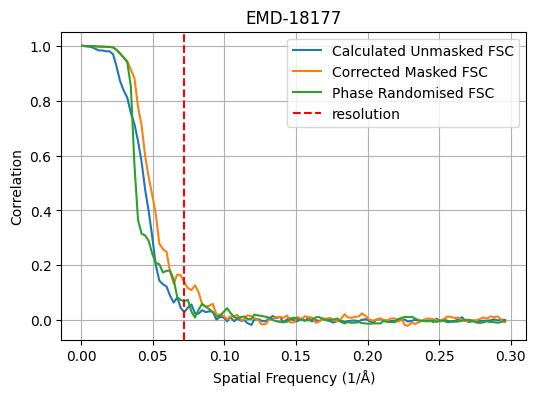 EMD-18177
Calculated Unmasked FSC
Corrected Masked FSC
Phase Randomised FSC
resolution
Correlation
1.0
0.8
0.6
0.4
0.2
0.0
0.00 0.05 0.10 0.15 0.20 0.25 0.30
Spatial Frequency (1/Å)